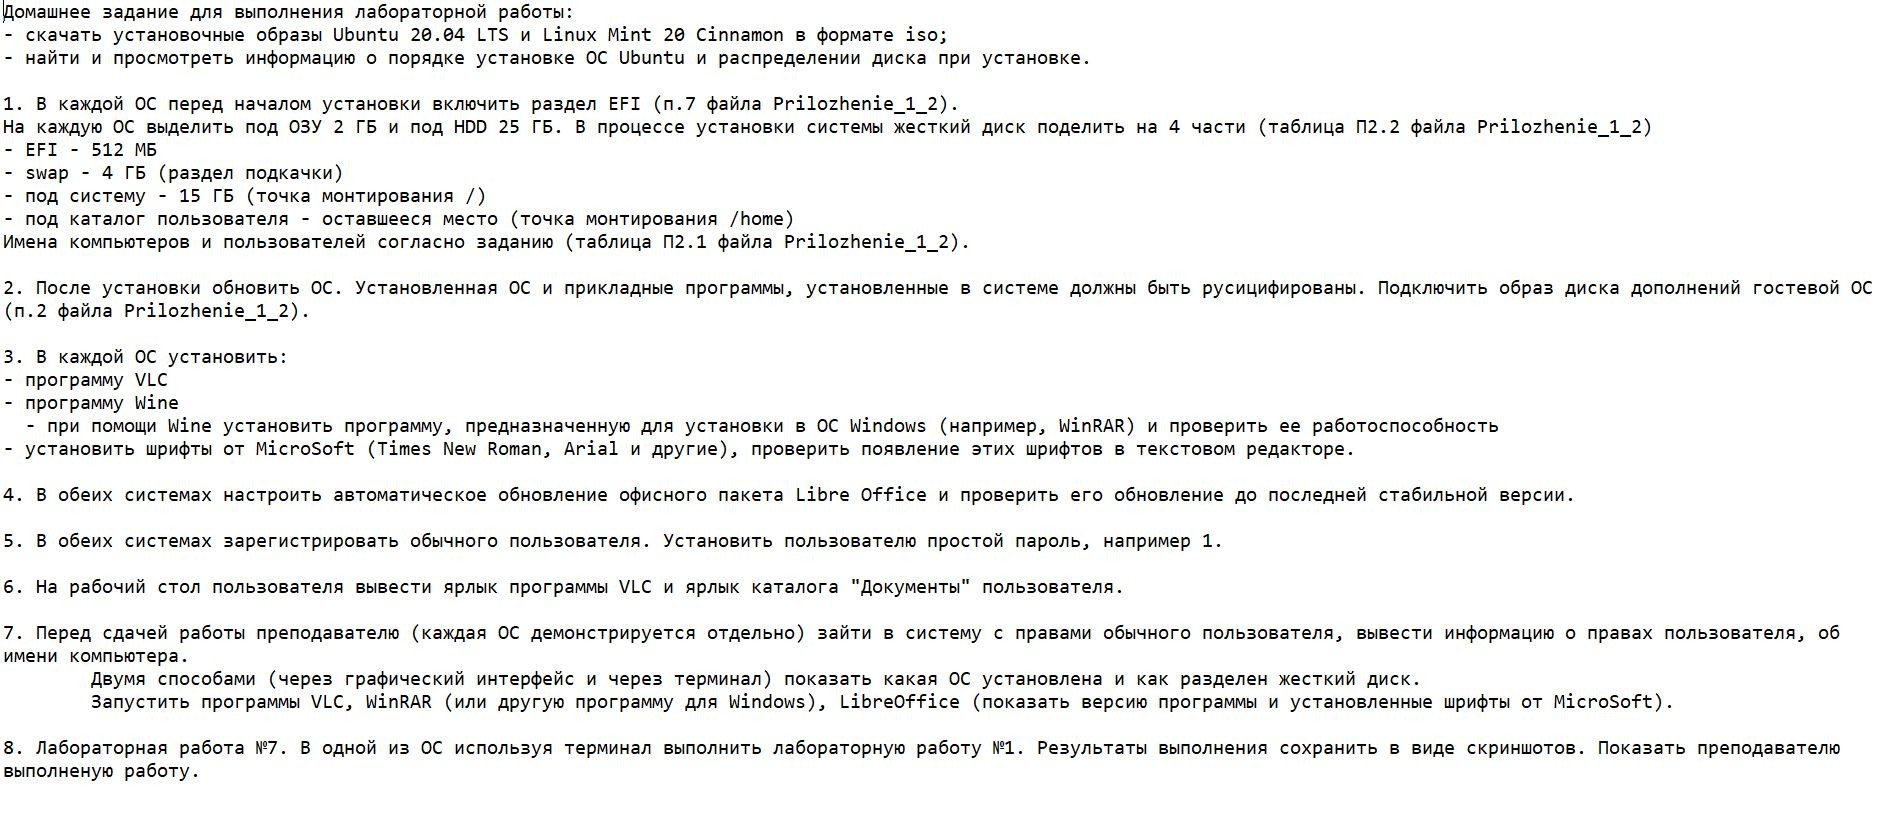 Домашнее задание для выполнения лабораторной работы:
- скачать установочные образы Ubuntu 20.04 LTS и Linux Mint 20 Cinnamon в формате iso;
- найти и просмотреть информацию о порядке установке ОС Ubuntu и распределении диска при установке.

1. В каждой ОС перед началом установки включить раздел EFI (п.7 файла Prilozhenie_1_2).
На каждую ОС выделить под ОЗУ 2 ГБ и под HDD 25 ГБ. В процессе установки системы жесткий диск поделить на 4 части (таблица П2.2 файла Prilozhenie_1_2)
- EFI - 512 МБ
- swap - 4 ГБ (раздел подкачки)
- под систему - 15 ГБ (точка монтирования /)
- под каталог пользователя - оставшееся место (точка монтирования /home)
Имена компьютеров и пользователей согласно заданию (таблица П2.1 файла Prilozhenie_1_2).

2. После установки обновить ОС. Установленная ОС и прикладные программы, установленные в системе должны быть русицифированы. Подключить образ диска дополнений гостевой ОС
(п.2 файла Prilozhenie_1_2).

3. В каждой ОС установить:
- программу VLC
- программу Wine
  - при помощи Wine установить программу, предназначенную для установки в ОС Windows (например, WinRAR) и проверить ее работоспособность
- установить шрифты от MicroSoft (Times New Roman, Arial и другие), проверить появление этих шрифтов в текстовом редакторе.

4. В обеих системах настроить автоматическое обновление офисного пакета Libre Office и проверить его обновление до последней стабильной версии.

5. В обеих системах зарегистрировать обычного пользователя. Установить пользователю простой пароль, например 1.

6. На рабочий стол пользователя вывести ярлык программы VLC и ярлык каталога "Документы" пользователя.

7. Перед сдачей работы преподавателю (каждая ОС демонстрируется отдельно) зайти в систему с правами обычного пользователя, вывести информацию о правах пользователя, об
имени компьютера.
        Двумя способами (через графический интерфейс и через терминал) показать какая ОС установлена и как разделен жесткий диск.
        Запустить программы VLC, WinRAR (или другую программу для Windows), LibreOffice (показать версию программы и установленные шрифты от MicroSoft).

8. Лабораторная работа №7. В одной из ОС используя терминал выполнить лабораторную работу №1. Результаты выполнения сохранить в виде скриншотов. Показать преподавателю
выполненую работу.